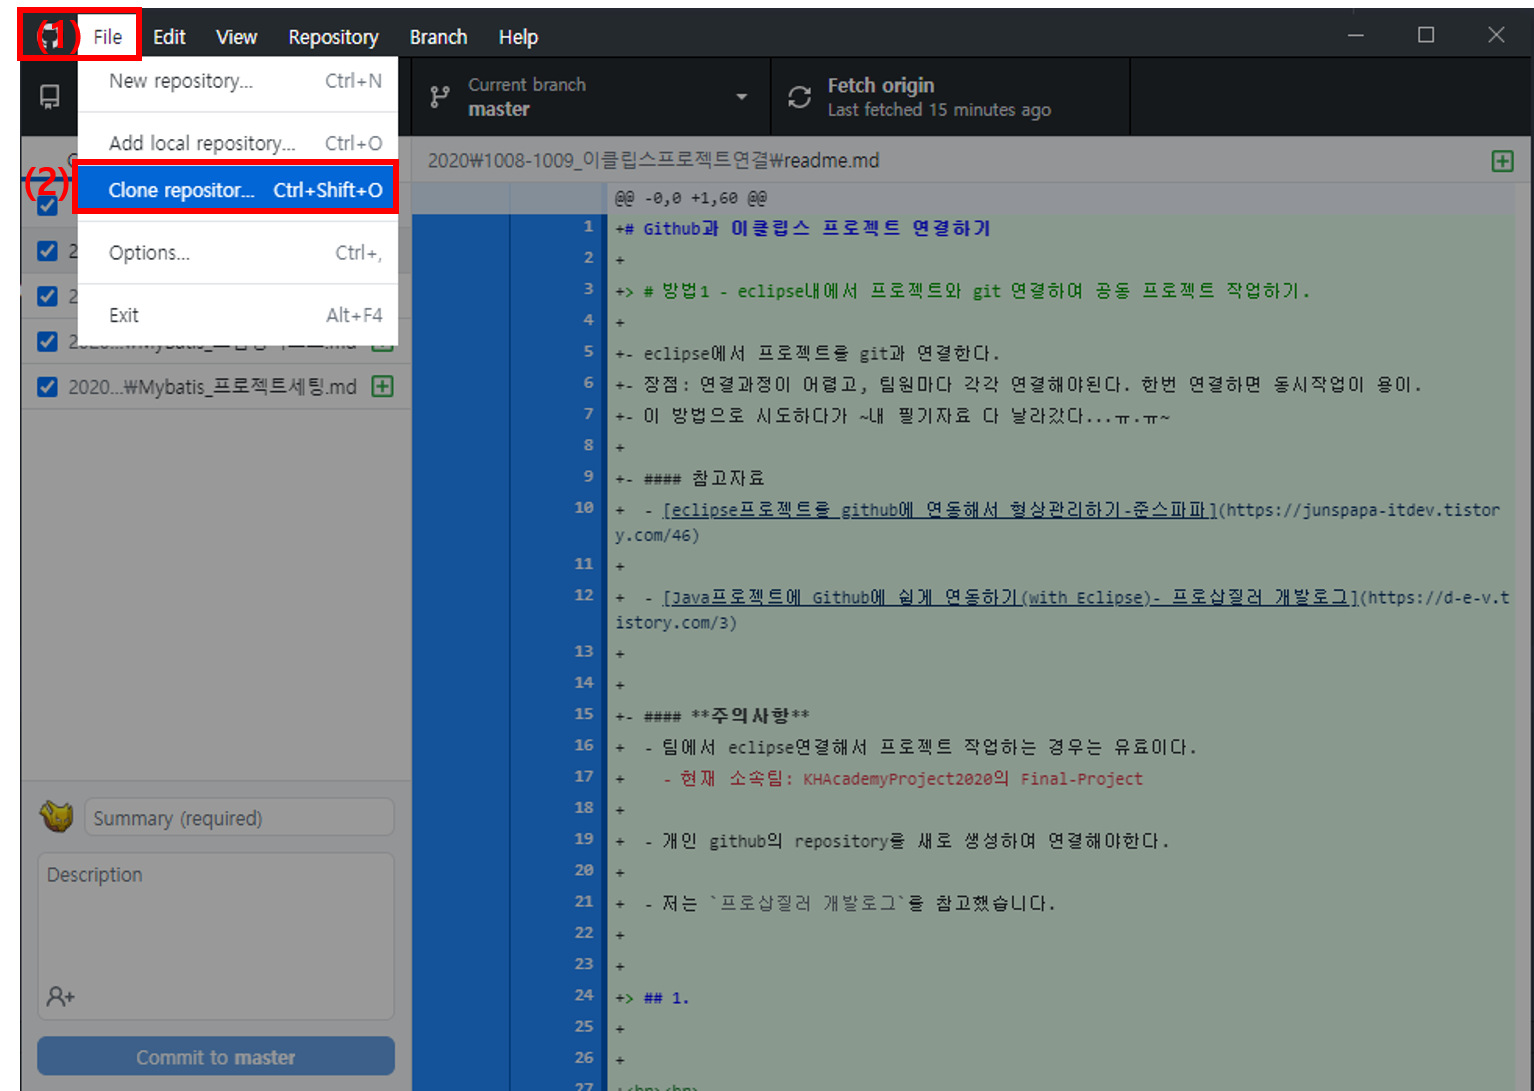 (1) File Edit View Repository Branch Help
New repository... Ctrl+N
Add local repository... Ctrl+O
(2) Clone repositor... Ctrl+Shift+O
Options... Ctrl+,
Exit Alt+F4
Current branch
master
Fetch origin
Last fetched 15 minutes ago
2020₩1008-1009_이클립스프로젝트연결₩readme.md
2020...₩Mybatis_프로젝트세팅.md
Summary (required)
Description
Commit to master
@@ -0,0 +1,60 @@
1 +# Github과 이클립스 프로젝트 연결하기
2 +
3 +> # 방법1 - eclipse내에서 프로젝트와 git 연결하여 공동 프로젝트 작업하기.
4 +
5 +- eclipse에서 프로젝트를 git과 연결한다.
6 +- 장점: 연결과정이 어렵고, 팀원마다 각각 연결해야된다. 한번 연결하면 동시작업이 용이.
7 +- 이 방법으로 시도하다가 ~내 필기자료 다 날라갔다...ㅠ.ㅠ~
8 +
9 +- #### 참고자료
10 + - [eclipse프로젝트를 github에 연동해서 형상관리하기-준스파파](https://junspapa-itdev.tistor
y.com/46)
11 +
12 + - [Java프로젝트에 Github에 쉽게 연동하기(with Eclipse)- 프로삽질러 개발로그](https://d-e-v.t
istory.com/3)
13 +
14 +
15 +- #### **주의사항**
16 + - 팀에서 eclipse연결해서 프로젝트 작업하는 경우는 유효이다.
17 + - 현재 소속팀: KHAcademyProject2020의 Final-Project
18 +
19 + - 개인 github의 repository를 새로 생성하여 연결해야한다.
20 +
21 + - 저는 `프로삽질러 개발로그`를 참고했습니다.
22 +
23 +
24 +> ## 1.
25 +
26 +
27